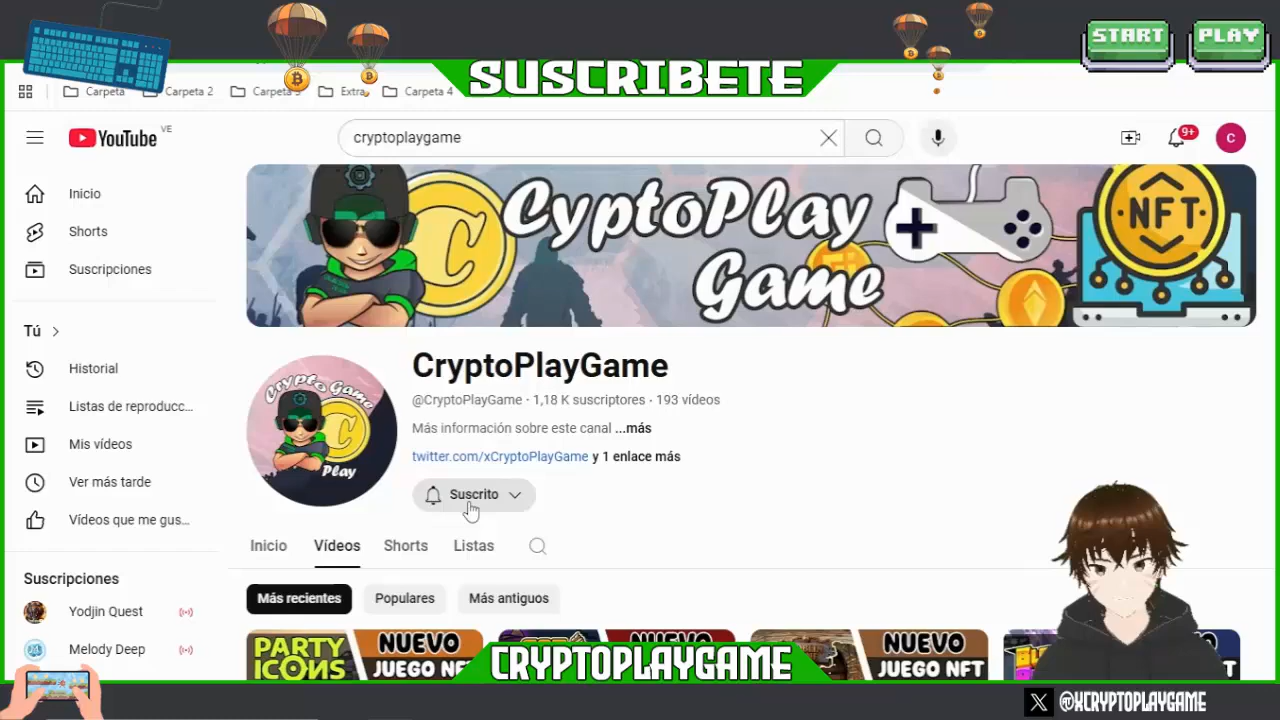 START PLAY
SUSCRIBETE
Carpeta Carpeta 2 Extra Carpeta 4
YouTube VE
cryptoplaygame
9+
C
Inicio
Shorts
Suscripciones
Tú
Historial
Listas de reproducc...
Mis vídeos
Ver más tarde
Vídeos que me gus...
Suscripciones
Yodjin Quest
Melody Deep
CyptoPlay
Game
NFT
C
Crypto Game
C
Play
CryptoPlayGame
@CryptoPlayGame · 1,18 K suscriptores · 193 vídeos
Más información sobre este canal ...más
twitter.com/xCryptoPlayGame y 1 enlace más
Suscrito
Inicio Vídeos Shorts Listas
Más recientes Populares Más antiguos
PARTY NUEVO NUEVO
ICONS JUEGO JUEGO NFT
CRYPTOPLAYGAME
@XCRYPTOPLAYGAME